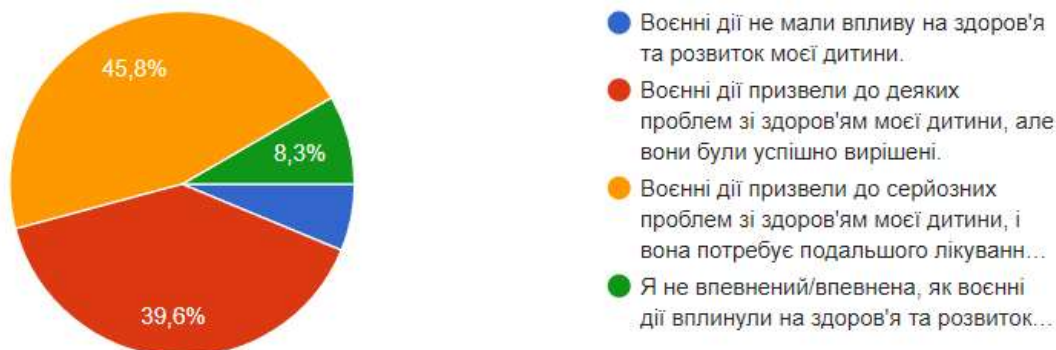 45,8%
8,3%
39,6%
Воєнні дії не мали впливу на здоров'я
та розвиток моєї дитини.
Воєнні дії призвели до деяких
проблем зі здоров'ям моєї дитини, але
вони були успішно вирішені.
Воєнні дії призвели до серйозних
проблем зі здоров'ям моєї дитини, і
вона потребує подальшого лікуванн…
Я не впевнений/впевнена, як воєнні
дії вплинули на здоров'я та розвиток…